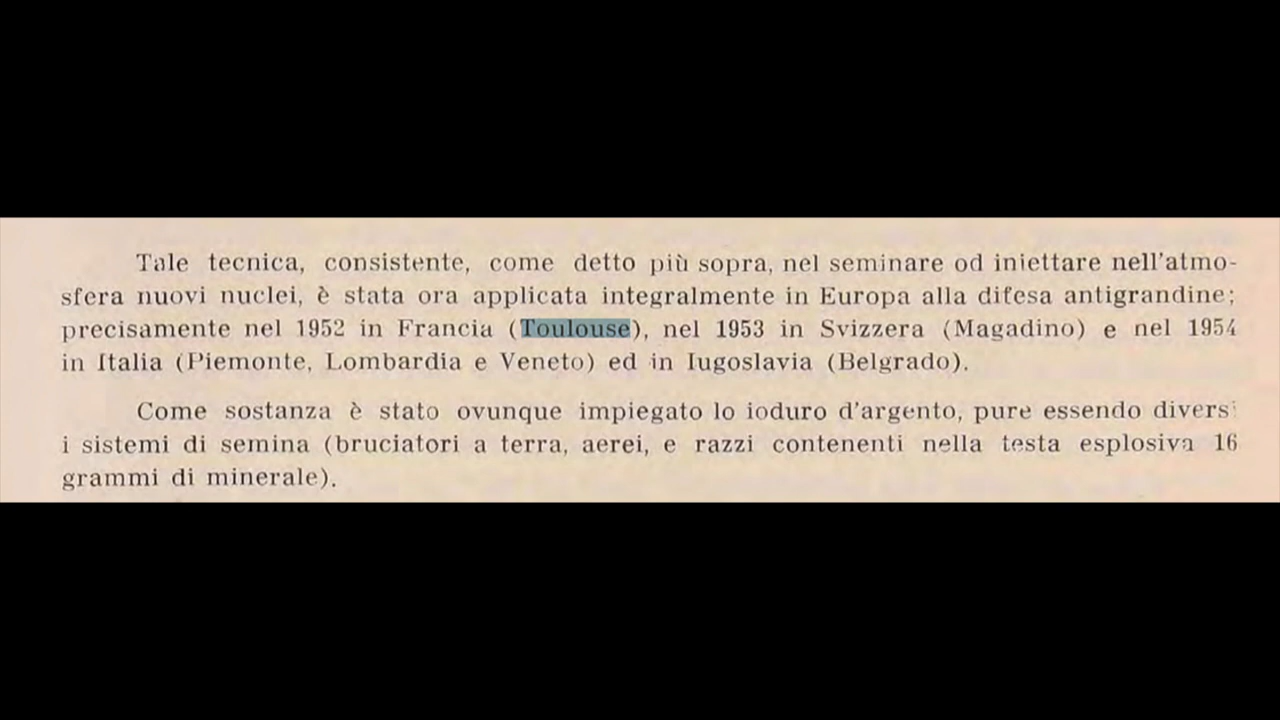 Tale tecnica, consistente, come detto più sopra, nel seminare od iniettare nell'atmo-
sfera nuovi nuclei, è stata ora applicata integralmente in Europa alla difesa antigrandine;
precisamente nel 1952 in Francia (Toulouse), nel 1953 in Svizzera (Magadino) e nel 1954
in Italia (Piemonte, Lombardia e Veneto) ed in Iugoslavia (Belgrado).
Come sostanza è stato ovunque impiegato lo ioduro d'argento, pure essendo diversi
i sistemi di semina (bruciatori a terra, aerei, e razzi contenenti nella testa esplosiva 16
grammi di minerale).